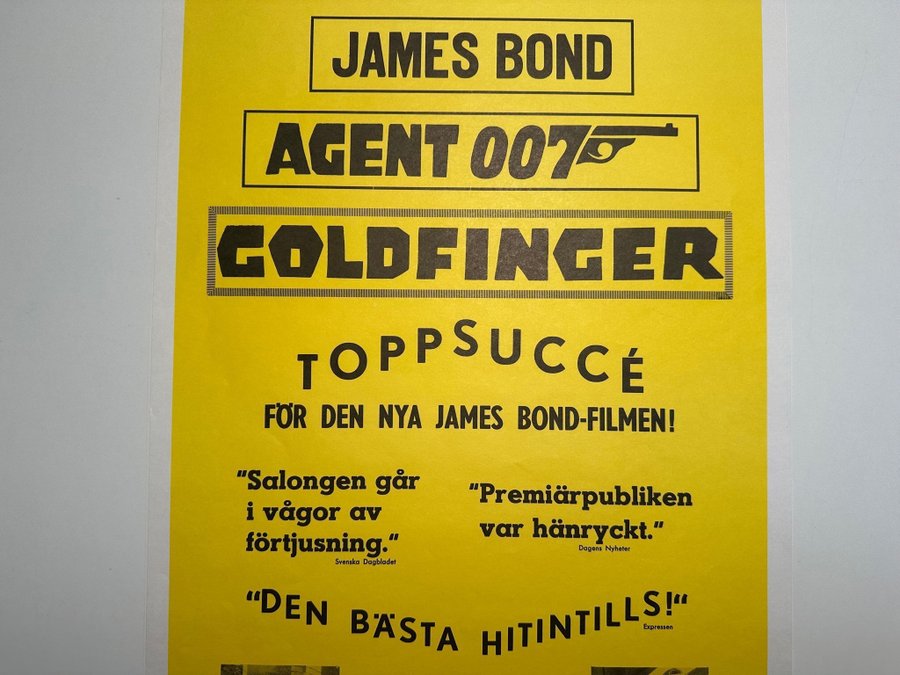 JAMES BOND
AGENT 007
GOLDFINGER
TOPPSUCCÉ
FÖR DEN NYA JAMES BOND-FILMEN!
"Salongen går
i vågor av
förtjusning."
Svenska Dagbladet
"Premiärpubliken
var hänryckt."
Dagens Nyheter
"DEN BÄSTA HITINTILLS!"
Expressen